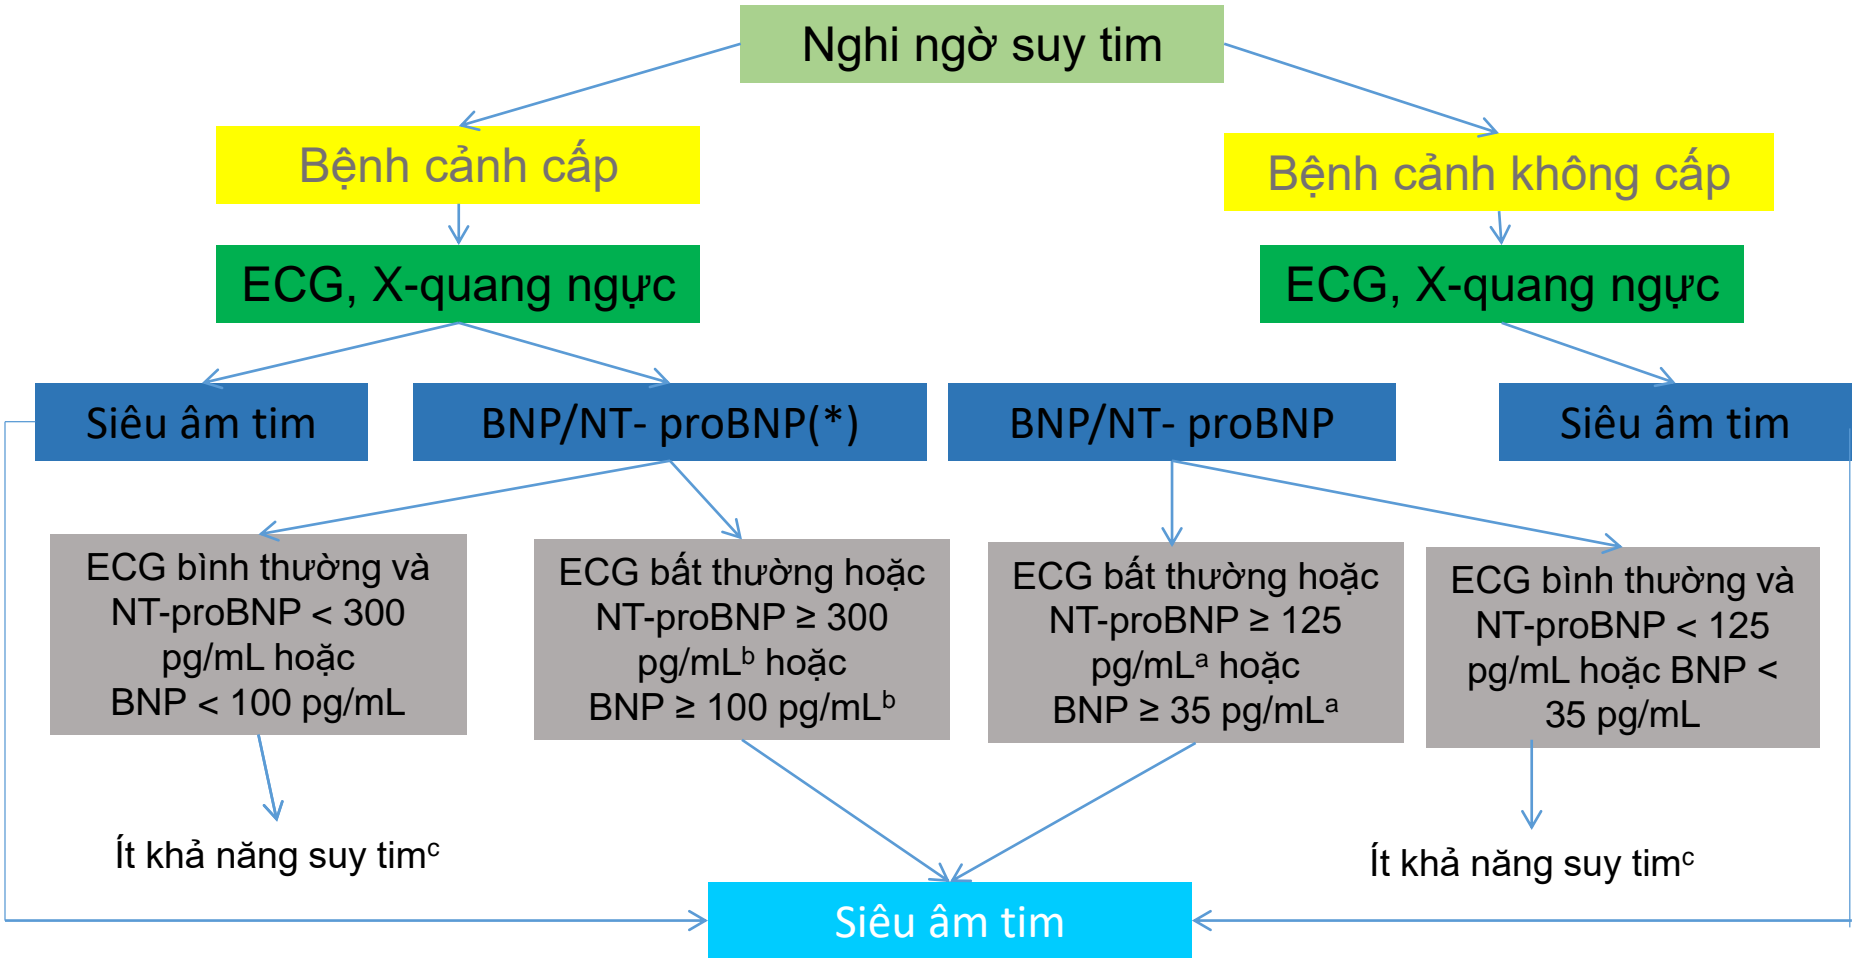 Nghi ngờ suy tim
Bệnh cảnh cấp
Bệnh cảnh không cấp
ECG, X-quang ngực
ECG, X-quang ngực
Siêu âm tim
BNP/NT- proBNP(*)
BNP/NT- proBNP
Siêu âm tim
ECG bình thường và
NT-proBNP < 300
pg/mL hoặc
BNP < 100 pg/mL
ECG bất thường hoặc
NT-proBNP ≥ 300
pg/mLᵇ hoặc
BNP ≥ 100 pg/mLᵇ
ECG bất thường hoặc
NT-proBNP ≥ 125
pg/mLᵃ hoặc
BNP ≥ 35 pg/mLᵃ
ECG bình thường và
NT-proBNP < 125
pg/mL hoặc BNP <
35 pg/mL
Ít khả năng suy timᶜ
Ít khả năng suy timᶜ
Siêu âm tim